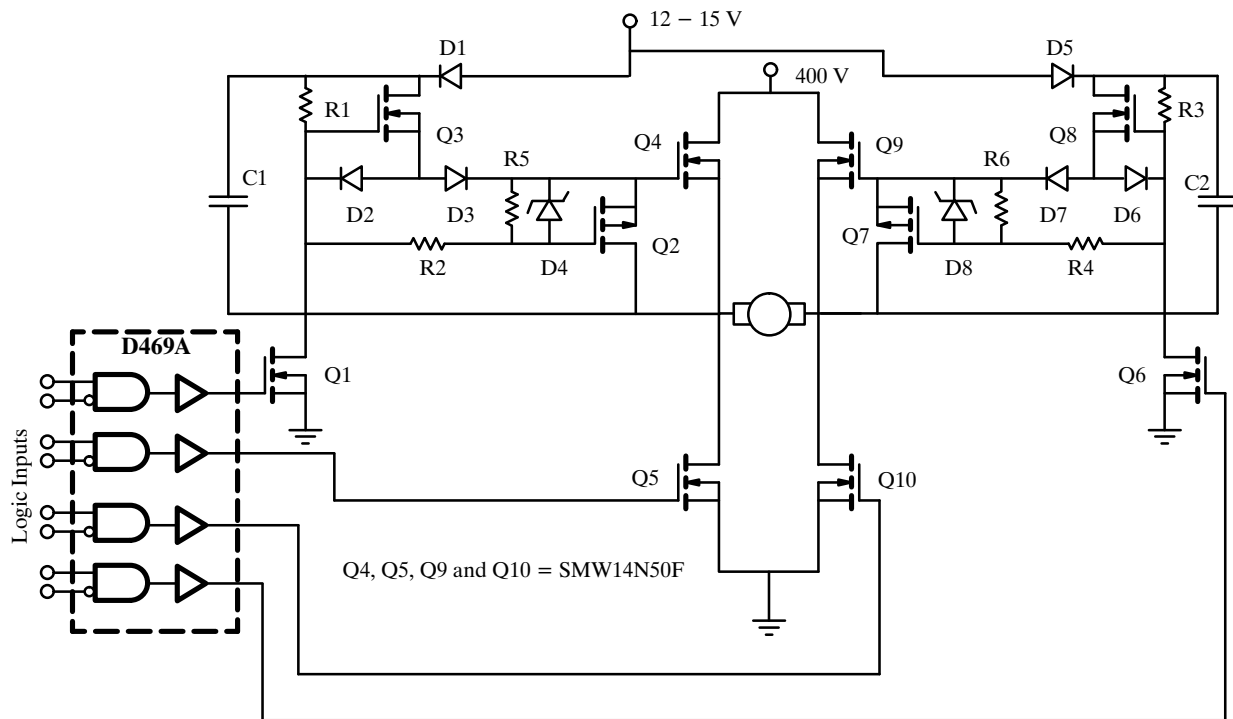 12 – 15 V
D1
D5
400 V
R1
Q3
Q4
Q9
Q8
R3
R5
R6
C1
C2
D2
D3
D7
D6
Q2
Q7
R2
D4
D8
R4
D469A
Q1
Q6
Logic Inputs
Q5
Q10
Q4, Q5, Q9 and Q10 = SMW14N50F